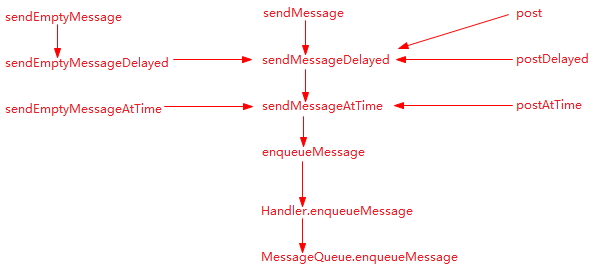 sendEmptyMessage
sendMessage
post
sendEmptyMessageDelayed
sendMessageDelayed
postDelayed
sendEmptyMessageAtTime
sendMessageAtTime
postAtTime
enqueueMessage
Handler.enqueueMessage
MessageQueue.enqueueMessage